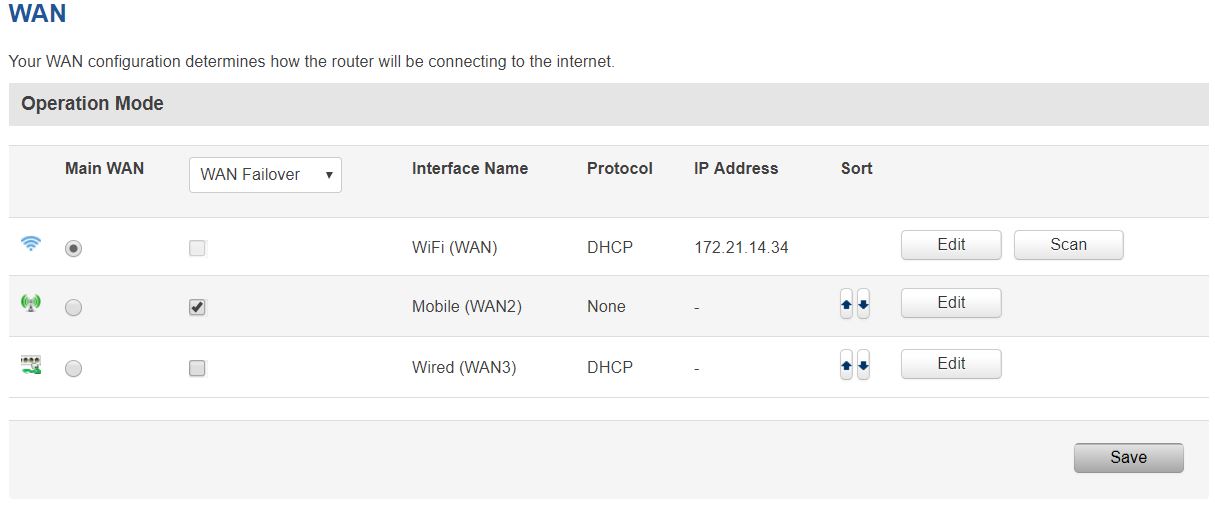 WAN
Your WAN configuration determines how the router will be connecting to the internet.
Operation Mode
Main WAN WAN Failover Interface Name Protocol IP Address Sort
WiFi (WAN) DHCP 172.21.14.34 Edit Scan
Mobile (WAN2) None - Edit
Wired (WAN3) DHCP - Edit
Save